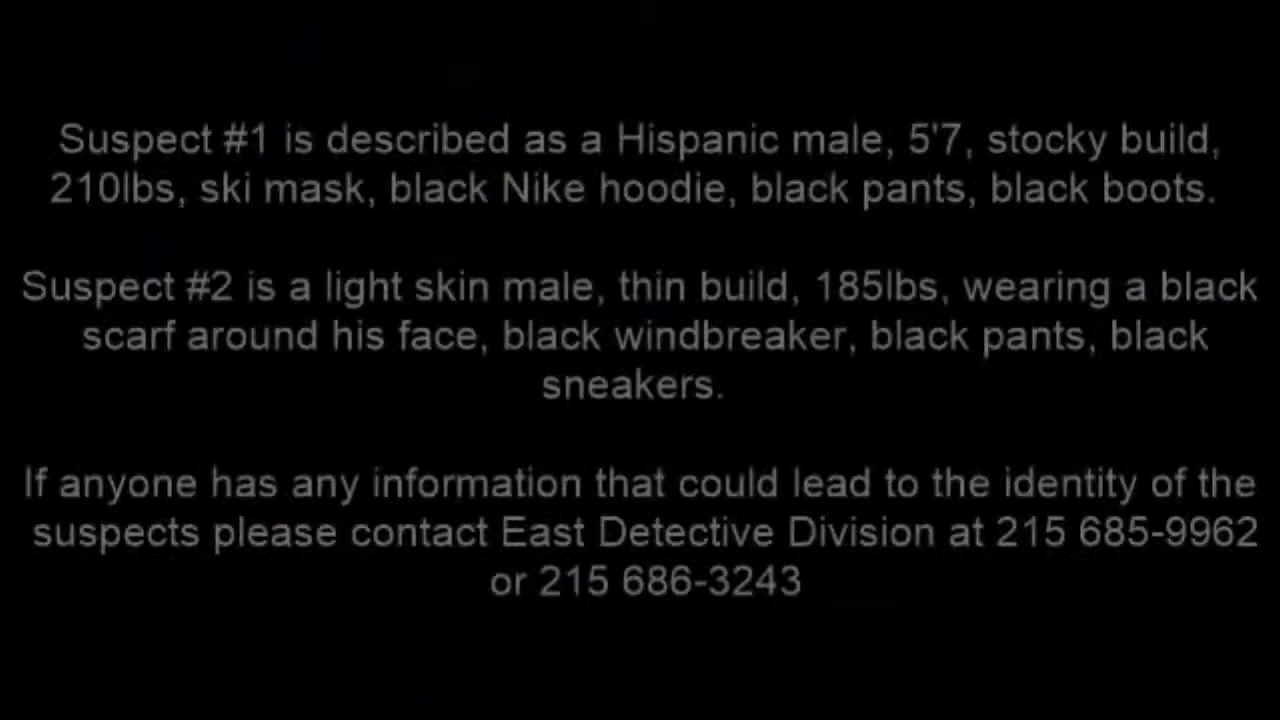 Suspect #1 is described as a Hispanic male, 5'7, stocky build,
210lbs, ski mask, black Nike hoodie, black pants, black boots.
Suspect #2 is a light skin male, thin build, 185lbs, wearing a black
scarf around his face, black windbreaker, black pants, black
sneakers.
If anyone has any information that could lead to the identity of the
suspects please contact East Detective Division at 215 685-9962
or 215 686-3243